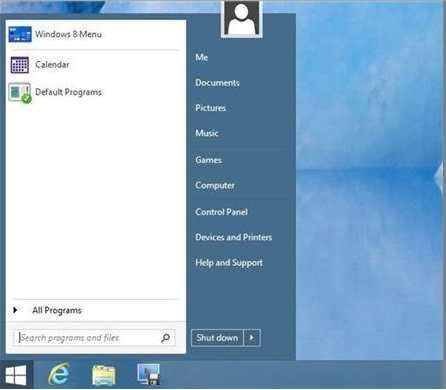 Windows 8 Menu
Calendar
Default Programs
All Programs
Search programs and files
Me
Documents
Pictures
Music
Games
Computer
Control Panel
Devices and Printers
Help and Support
Shut down